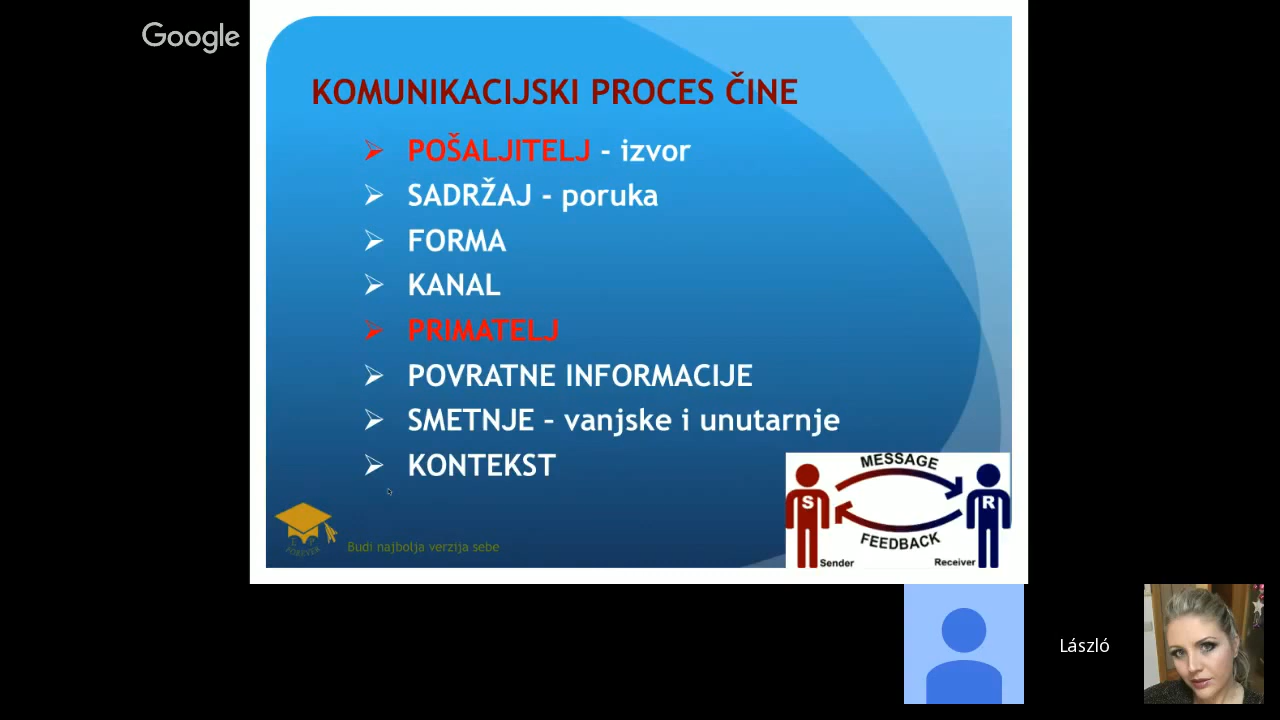 Google
KOMUNIKACIJSKI PROCES ČINE
POŠALJITELJ - izvor
SADRŽAJ - poruka
FORMA
KANAL
PRIMATELJ
POVRATNE INFORMACIJE
SMETNJE – vanjske i unutarnje
KONTEKST
MESSAGE
S R
FEEDBACK
Sender Receiver
FOREVER
Budi najbolja verzija sebe
László